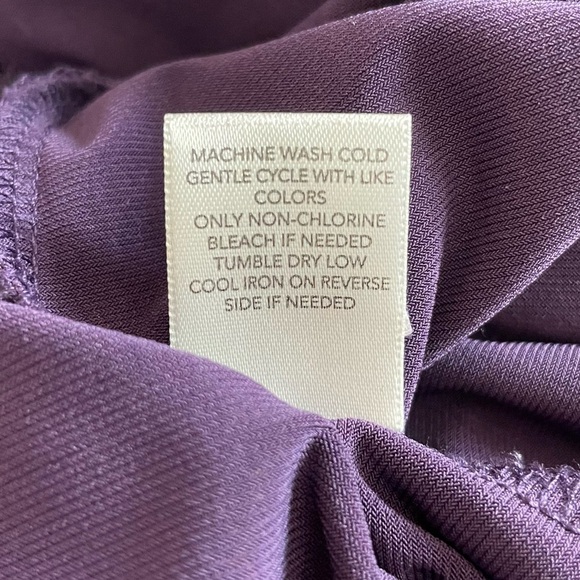 MACHINE WASH COLD
GENTLE CYCLE WITH LIKE
COLORS
ONLY NON-CHLORINE
BLEACH IF NEEDED
TUMBLE DRY LOW
COOL IRON ON REVERSE
SIDE IF NEEDED